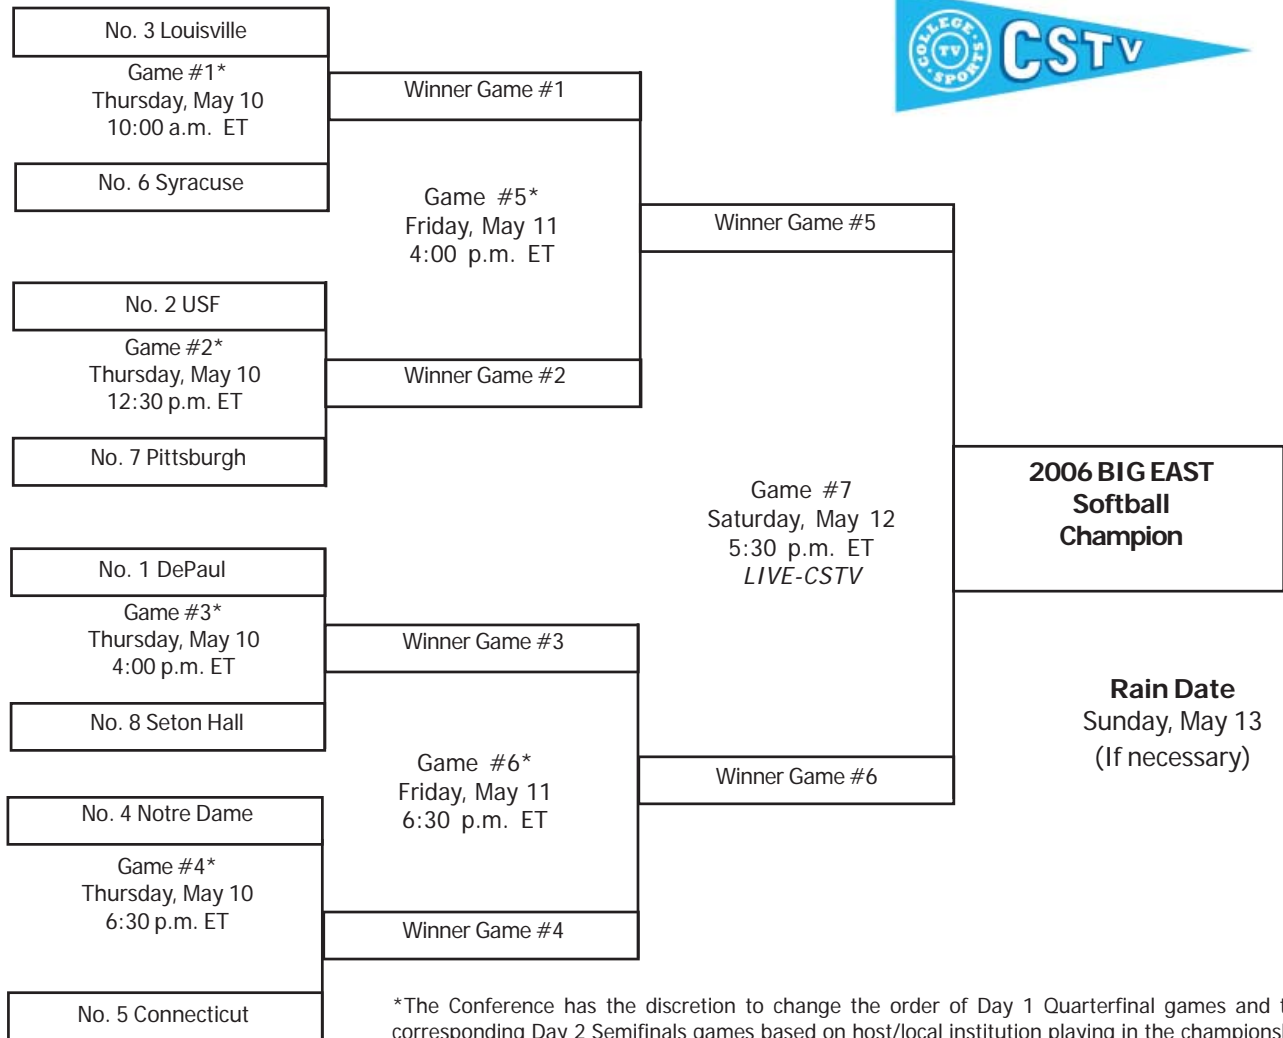 COLLEGE SPORTS
TV
CSTV
No. 3 Louisville
Game #1*
Thursday, May 10
10:00 a.m. ET
No. 6 Syracuse
Winner Game #1
Game #5*
Friday, May 11
4:00 p.m. ET
No. 2 USF
Game #2*
Thursday, May 10
12:30 p.m. ET
No. 7 Pittsburgh
Winner Game #2
Winner Game #5
Game #7
Saturday, May 12
5:30 p.m. ET
LIVE-CSTV
2006 BIG EAST
Softball
Champion
No. 1 DePaul
Game #3*
Thursday, May 10
4:00 p.m. ET
No. 8 Seton Hall
Winner Game #3
Game #6*
Friday, May 11
6:30 p.m. ET
Winner Game #6
Rain Date
Sunday, May 13
(If necessary)
No. 4 Notre Dame
Game #4*
Thursday, May 10
6:30 p.m. ET
No. 5 Connecticut
Winner Game #4
*The Conference has the discretion to change the order of Day 1 Quarterfinal games and
corresponding Day 2 Semifinals games based on host/local institution playing in the